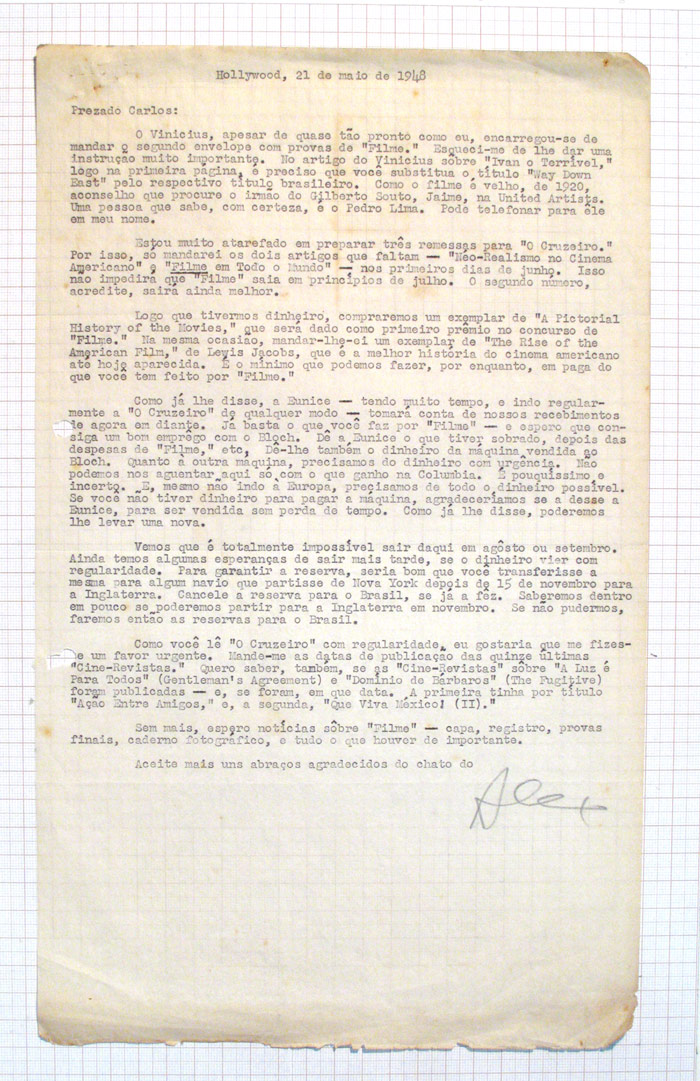 Hollywood, 21 de maio de 1948
Prezado Carlos:
O Vinicius, apesar de quase tão pronto como eu, encarregou-se de
mandar o segundo envelope com provas de "Filme." Esqueci-me de lhe dar uma
instrução muito importante. No artigo do Vinicius sôbre "Ivan o Terrível,"
logo na primeira página, é preciso que você substitua o título "Way Down
East" pelo respectivo título brasileiro. Como o filme é velho, de 1920,
aconselho que procure o irmão do Gilberto Souto, Jaime, na United Artists.
Uma pessoa que sabe, com certeza, é o Pedro Lima. Pode telefonar para êle
em meu nome.
Estou muito atarefado em preparar três remessas para "O Cruzeiro."
Por isso, só mandarei os dois artigos que faltam — "Neo-Realismo no Cinema
Americano" e "Filme em Todo o Mundo" — nos primeiros dias de junho. Isso
não impedirá que "Filme" saia em princípios de julho. O segundo número,
acredite, sairá ainda melhor.
Logo que tivermos dinheiro, compraremos um exemplar de "A Pictorial
History of the Movies," que será dado como primeiro prêmio no concurso de
"Filme." Na mesma ocasião, mandar-lhe-ei um exemplar de "The Rise of the
American Film," de Lewis Jacobs, que é a melhor história do cinema americano
até hoje aparecida. É o mínimo que podemos fazer, por enquanto, em paga do
que você tem feito por "Filme."
Como já lhe disse, a Eunice — tendo muito tempo, e indo regular-
mente a "O Cruzeiro" de qualquer modo — tomará conta de nossos recebimentos
de agora em diante. Já basta o que você faz por "Filme" — e espero que con-
siga um bom emprêgo com o Bloch. Dê a Eunice o que tiver sobrado, depois das
despesas de "Filme," etc. Dê-lhe também o dinheiro da máquina vendida ao
Bloch. Quanto à outra máquina, precisamos do dinheiro com urgência. Não
podemos nos aguentar aqui só com o que ganho na Columbia. É pouquíssimo e
incerto. E, mesmo não indo à Europa, precisamos de todo o dinheiro possível.
Se você não tiver dinheiro para pagar a máquina, agradeceríamos se a desse a
Eunice, para ser vendida sem perda de tempo. Como já lhe disse, poderemos
lhe levar uma nova.
Vemos que é totalmente impossível sair daqui em agôsto ou setembro.
Ainda temos algumas esperanças de sair mais tarde, se o dinheiro vier com
regularidade. Para garantir a reserva, seria bom que você transferisse a
mesma para algum navio que partisse de Nova York depois de 15 de novembro para
a Inglaterra. Cancele a reserva para o Brasil, se já a fez. Saberemos dentro
em pouco se poderemos partir para a Inglaterra em novembro. Se não pudermos,
faremos então as reservas para o Brasil.
Como você lê "O Cruzeiro" com regularidade, eu gostaria que me fizes-
se um favor urgente. Mande-me as datas de publicação das quinze últimas
"Cine-Revistas." Quero saber, também, se as "Cine-Revistas" sôbre "A Luz é
Para Todos" (Gentleman's Agreement) e "Domínio de Bárbaros" (The Fugitive)
foram publicadas — e, se foram, em que data. A primeira tinha por título
"Ação Entre Amigos," e, a segunda, "Que Viva México! (II)."
Sem mais, espero notícias sôbre "Filme" — capa, registro, provas
finais, caderno fotográfico, e tudo o que houver de importante.
Aceite mais uns abraços agradecidos do chato do
Alex